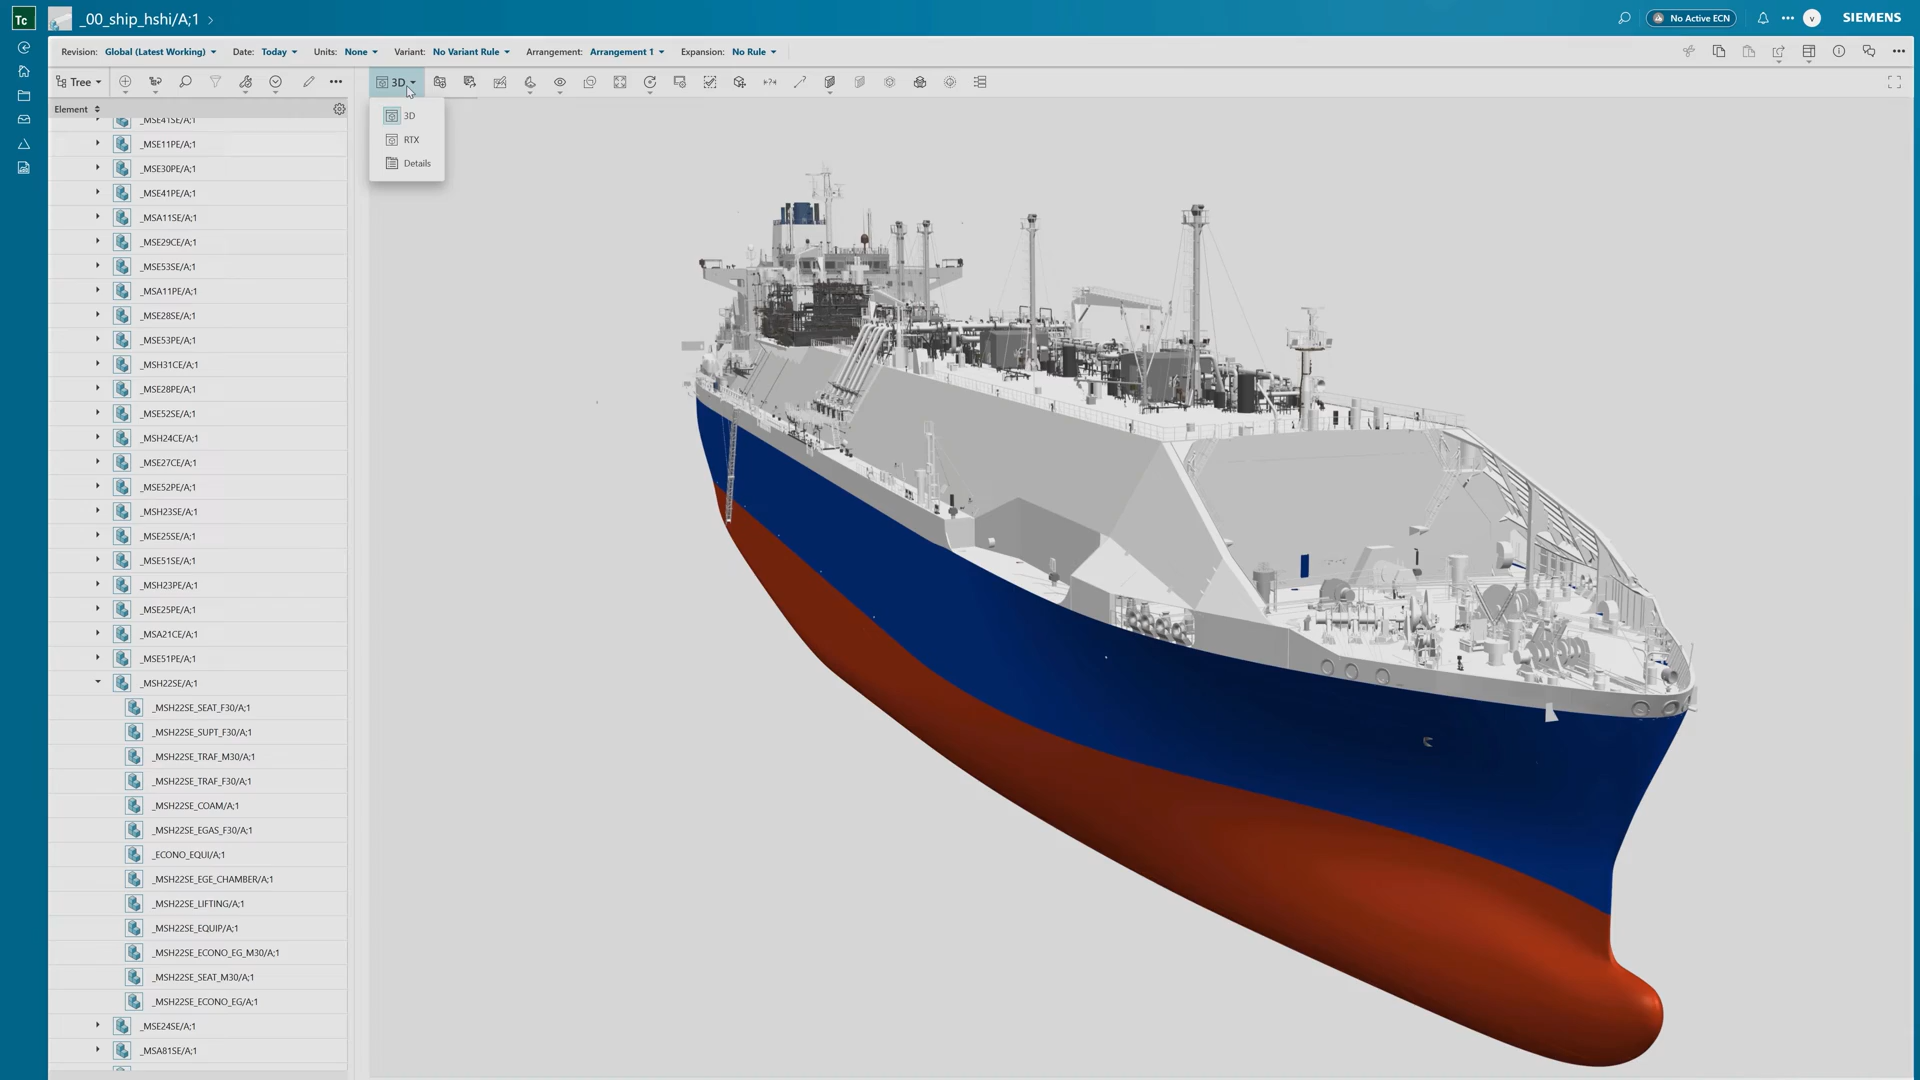 Tc
_00_ship_hshi/A;1
No Active ECN
v
SIEMENS
Revision: Global (Latest Working)
Date: Today
Units: None
Variant: No Variant Rule
Arrangement: Arrangement 1
Expansion: No Rule
Tree
3D
Element
3D
RTX
Details
_MSE41SE/A;1
_MSE11PE/A;1
_MSE30PE/A;1
_MSE41PE/A;1
_MSA11SE/A;1
_MSE29CE/A;1
_MSE53SE/A;1
_MSA11PE/A;1
_MSE28SE/A;1
_MSE53PE/A;1
_MSH31CE/A;1
_MSE28PE/A;1
_MSE52SE/A;1
_MSH24CE/A;1
_MSE27CE/A;1
_MSE52PE/A;1
_MSH23SE/A;1
_MSE25SE/A;1
_MSE51SE/A;1
_MSH23PE/A;1
_MSE25PE/A;1
_MSA21CE/A;1
_MSE51PE/A;1
_MSH22SE/A;1
_MSH22SE_SEAT_F30/A;1
_MSH22SE_SUPT_F30/A;1
_MSH22SE_TRAF_M30/A;1
_MSH22SE_TRAF_F30/A;1
_MSH22SE_COAM/A;1
_MSH22SE_EGAS_F30/A;1
_ECONO_EQUI/A;1
_MSH22SE_EGE_CHAMBER/A;1
_MSH22SE_LIFTING/A;1
_MSH22SE_EQUIP/A;1
_MSH22SE_ECONO_EG_M30/A;1
_MSH22SE_SEAT_M30/A;1
_MSH22SE_ECONO_EG/A;1
_MSE24SE/A;1
_MSA81SE/A;1